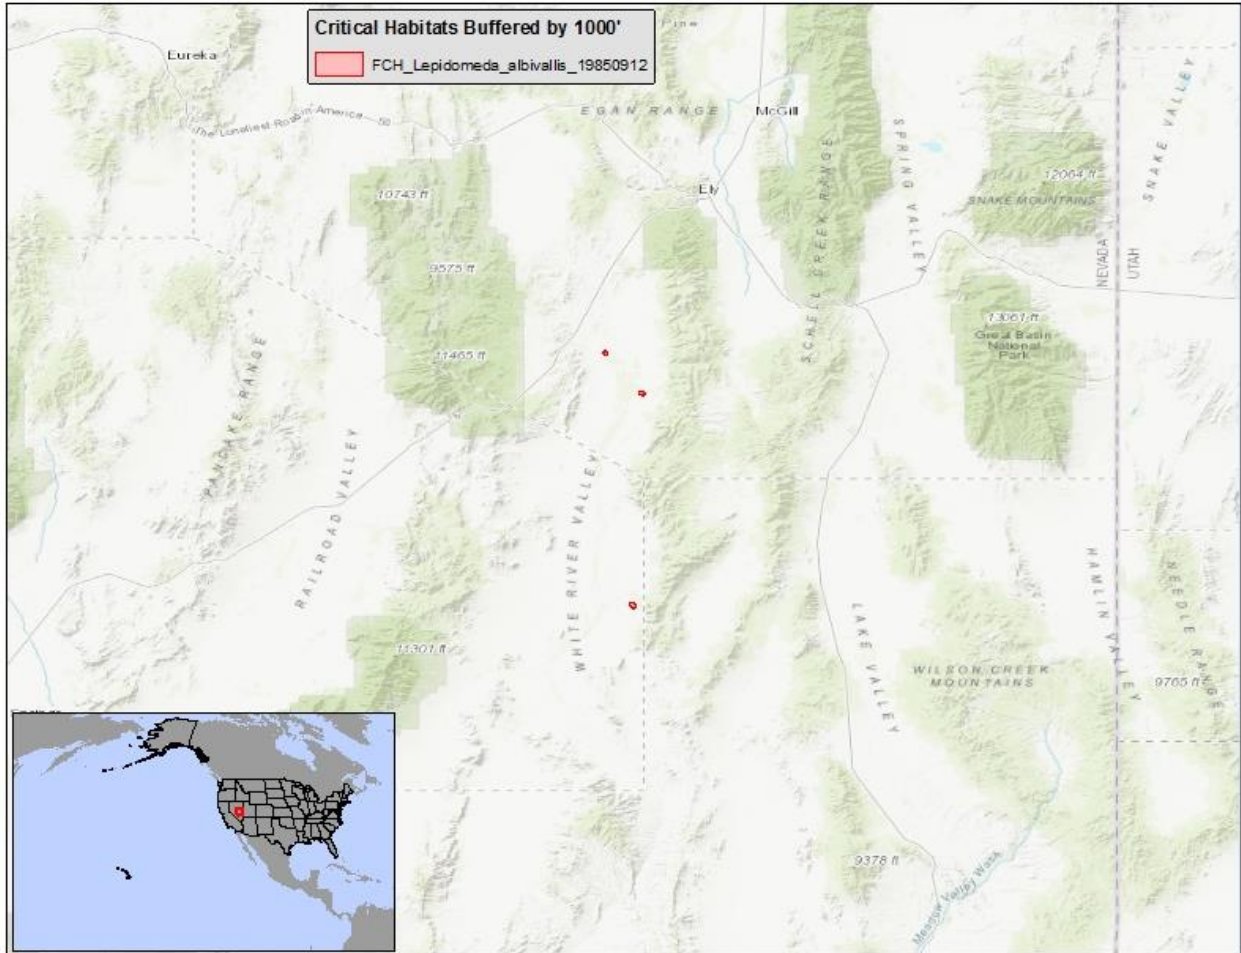 Critical Habitats Buffered by 1000'
FCH_Lepidomeda_albivallis_19850912
Pine
Eureka
The Loneliest Road in America — 50
EGAN RANGE
McGill
SPRING VALLEY
SNAKE VALLEY
10743 ft
Ely
SCHELL CREEK RANGE
12064 ft
SNAKE MOUNTAINS
9575 ft
NEVADA
UTAH
13061 ft
Great Basin
National
Park
11465 ft
PANCAKE RANGE
RAILROAD VALLEY
WHITE RIVER VALLEY
HAMLIN VALLEY
NEEDLE RANGE
LAKE VALLEY
11301 ft
WILSON CREEK
MOUNTAINS
9765 ft
9378 ft
Meadow Valley Wash